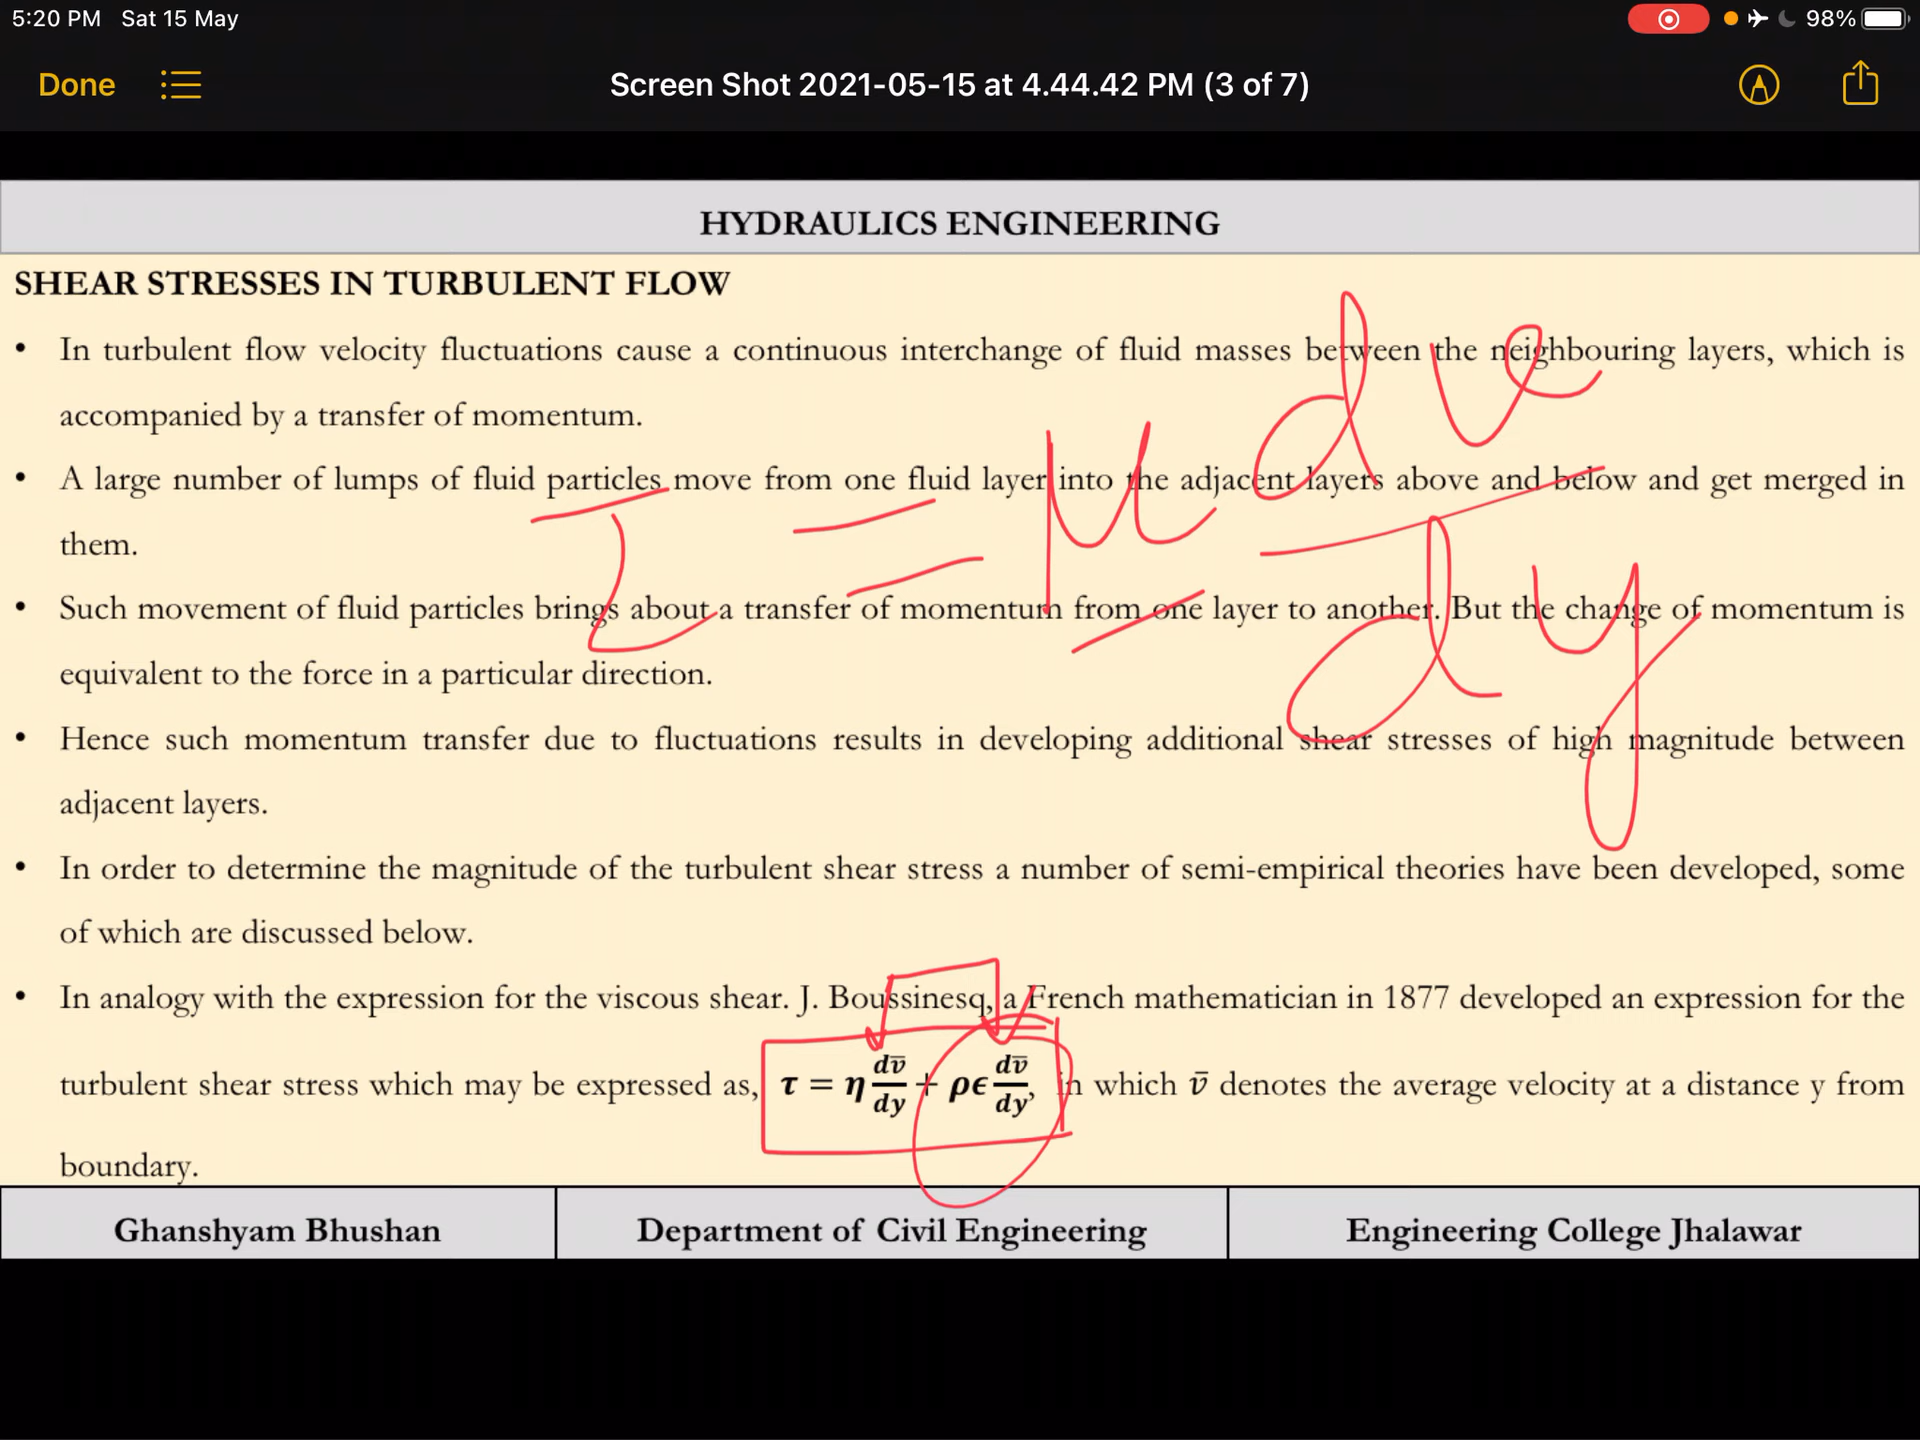 5:20 PM Sat 15 May
98%
Done
Screen Shot 2021-05-15 at 4.44.42 PM (3 of 7)
HYDRAULICS ENGINEERING
SHEAR STRESSES IN TURBULENT FLOW
• In turbulent flow velocity fluctuations cause a continuous interchange of fluid masses between the neighbouring layers, which is
accompanied by a transfer of momentum.
• A large number of lumps of fluid particles move from one fluid layer into the adjacent layers above and below and get merged in
them.
• Such movement of fluid particles brings about a transfer of momentum from one layer to another. But the change of momentum is
equivalent to the force in a particular direction.
• Hence such momentum transfer due to fluctuations results in developing additional shear stresses of high magnitude between
adjacent layers.
• In order to determine the magnitude of the turbulent shear stress a number of semi-empirical theories have been developed, some
of which are discussed below.
• In analogy with the expression for the viscous shear. J. Boussinesq, a French mathematician in 1877 developed an expression for the
turbulent shear stress which may be expressed as, τ = η dv̄/dy + ρϵ dv̄/dy, in which v̄ denotes the average velocity at a distance y from
boundary.
τ = μ dv/dy
Ghanshyam Bhushan
Department of Civil Engineering
Engineering College Jhalawar